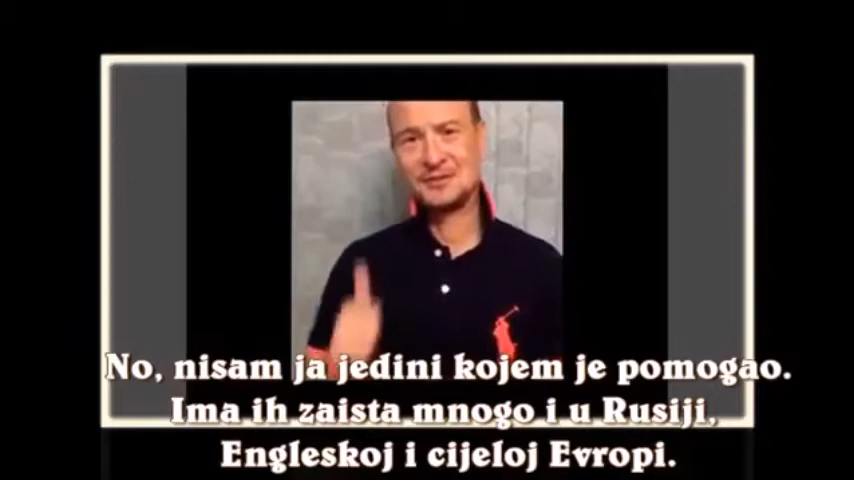 No, nisam ja jedini kojem je pomogao.
Ima ih zaista mnogo i u Rusiji,
Engleskoj i cijeloj Evropi.